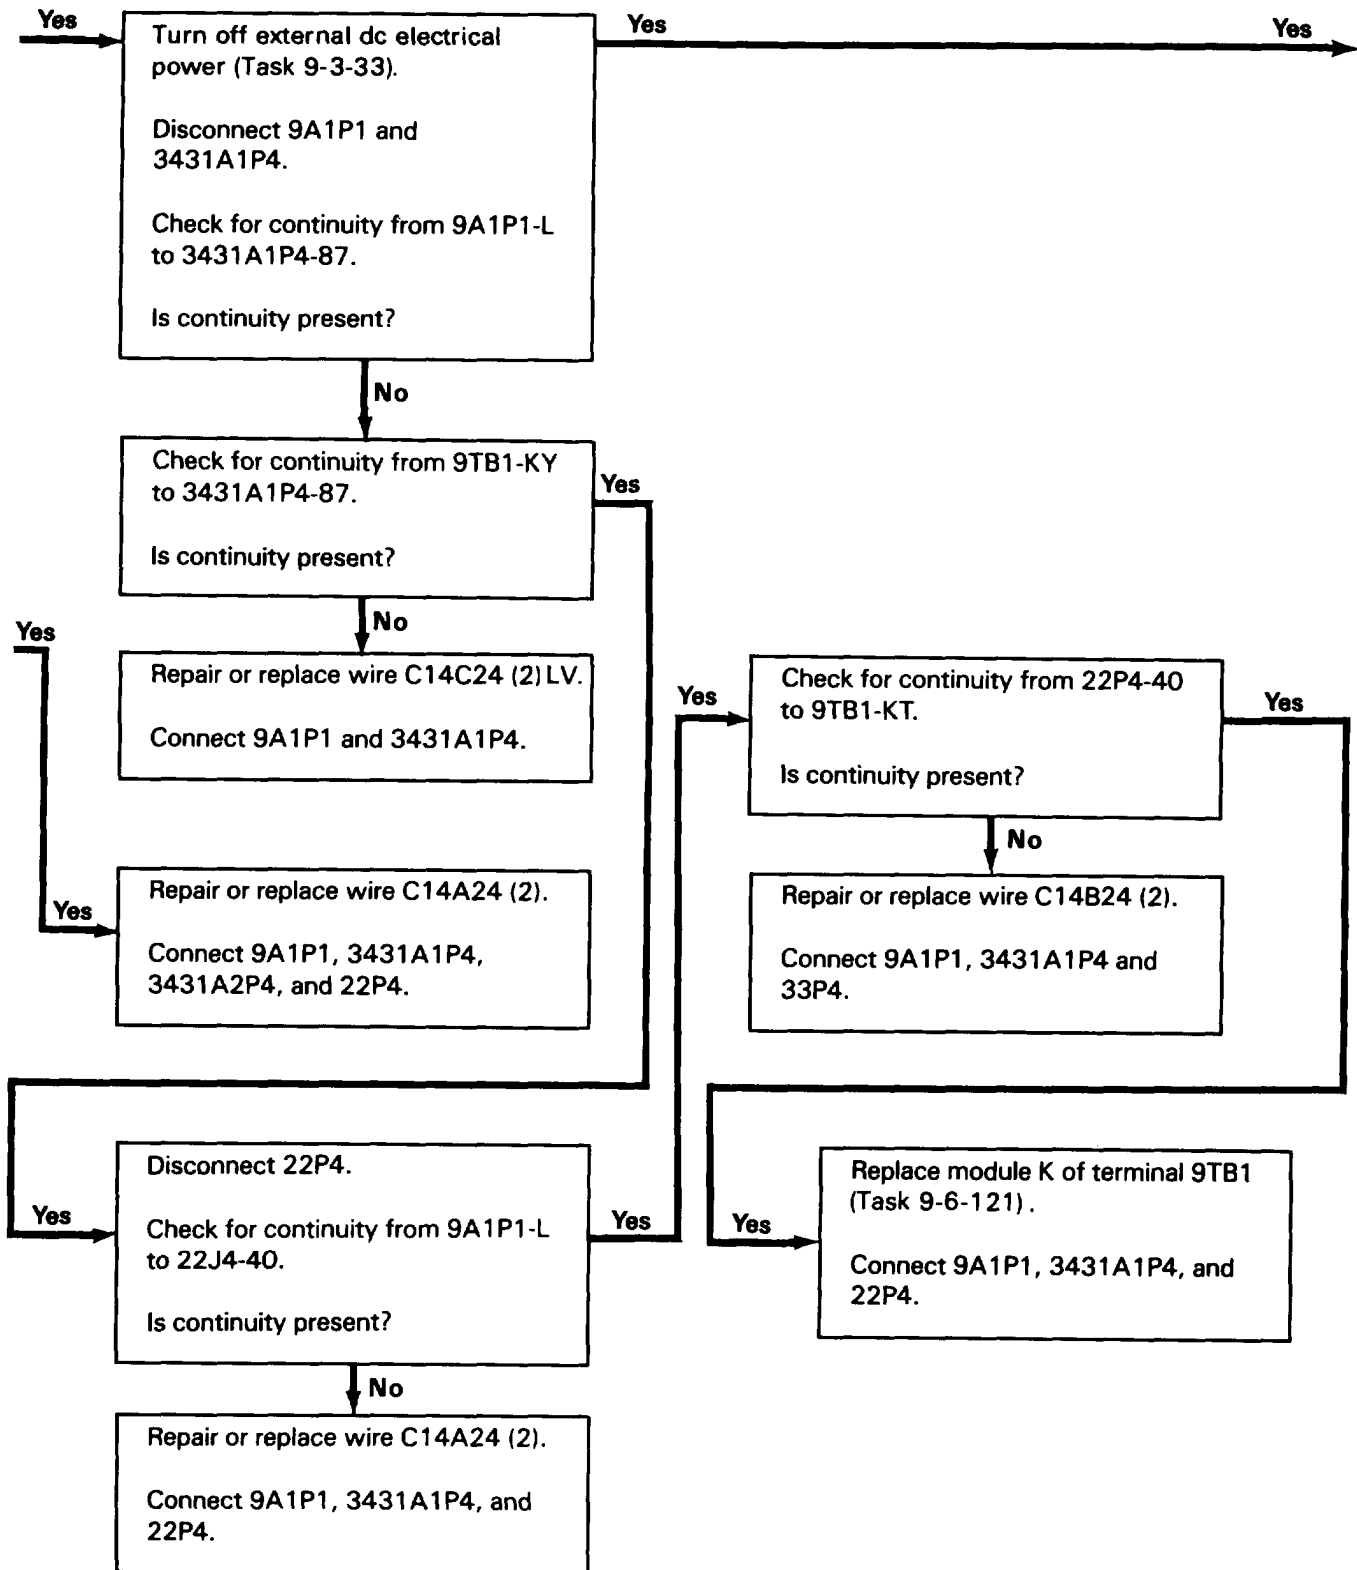 Yes
Turn off external dc electrical
power (Task 9-3-33).
Disconnect 9A1P1 and
3431A1P4.
Check for continuity from 9A1P1-L
to 3431A1P4-87.
Is continuity present?
Yes
Yes
No
Check for continuity from 9TB1-KY
to 3431A1P4-87.
Is continuity present?
Yes
No
Repair or replace wire C14C24 (2) LV.
Connect 9A1P1 and 3431A1P4.
Yes
Yes
Repair or replace wire C14A24 (2).
Connect 9A1P1, 3431A1P4,
3431A2P4, and 22P4.
Yes
Disconnect 22P4.
Check for continuity from 9A1P1-L
to 22J4-40.
Is continuity present?
Yes
No
Repair or replace wire C14A24 (2).
Connect 9A1P1, 3431A1P4, and
22P4.
Yes
Check for continuity from 22P4-40
to 9TB1-KT.
Is continuity present?
Yes
No
Repair or replace wire C14B24 (2).
Connect 9A1P1, 3431A1P4 and
33P4.
Yes
Replace module K of terminal 9TB1
(Task 9-6-121).
Connect 9A1P1, 3431A1P4, and
22P4.